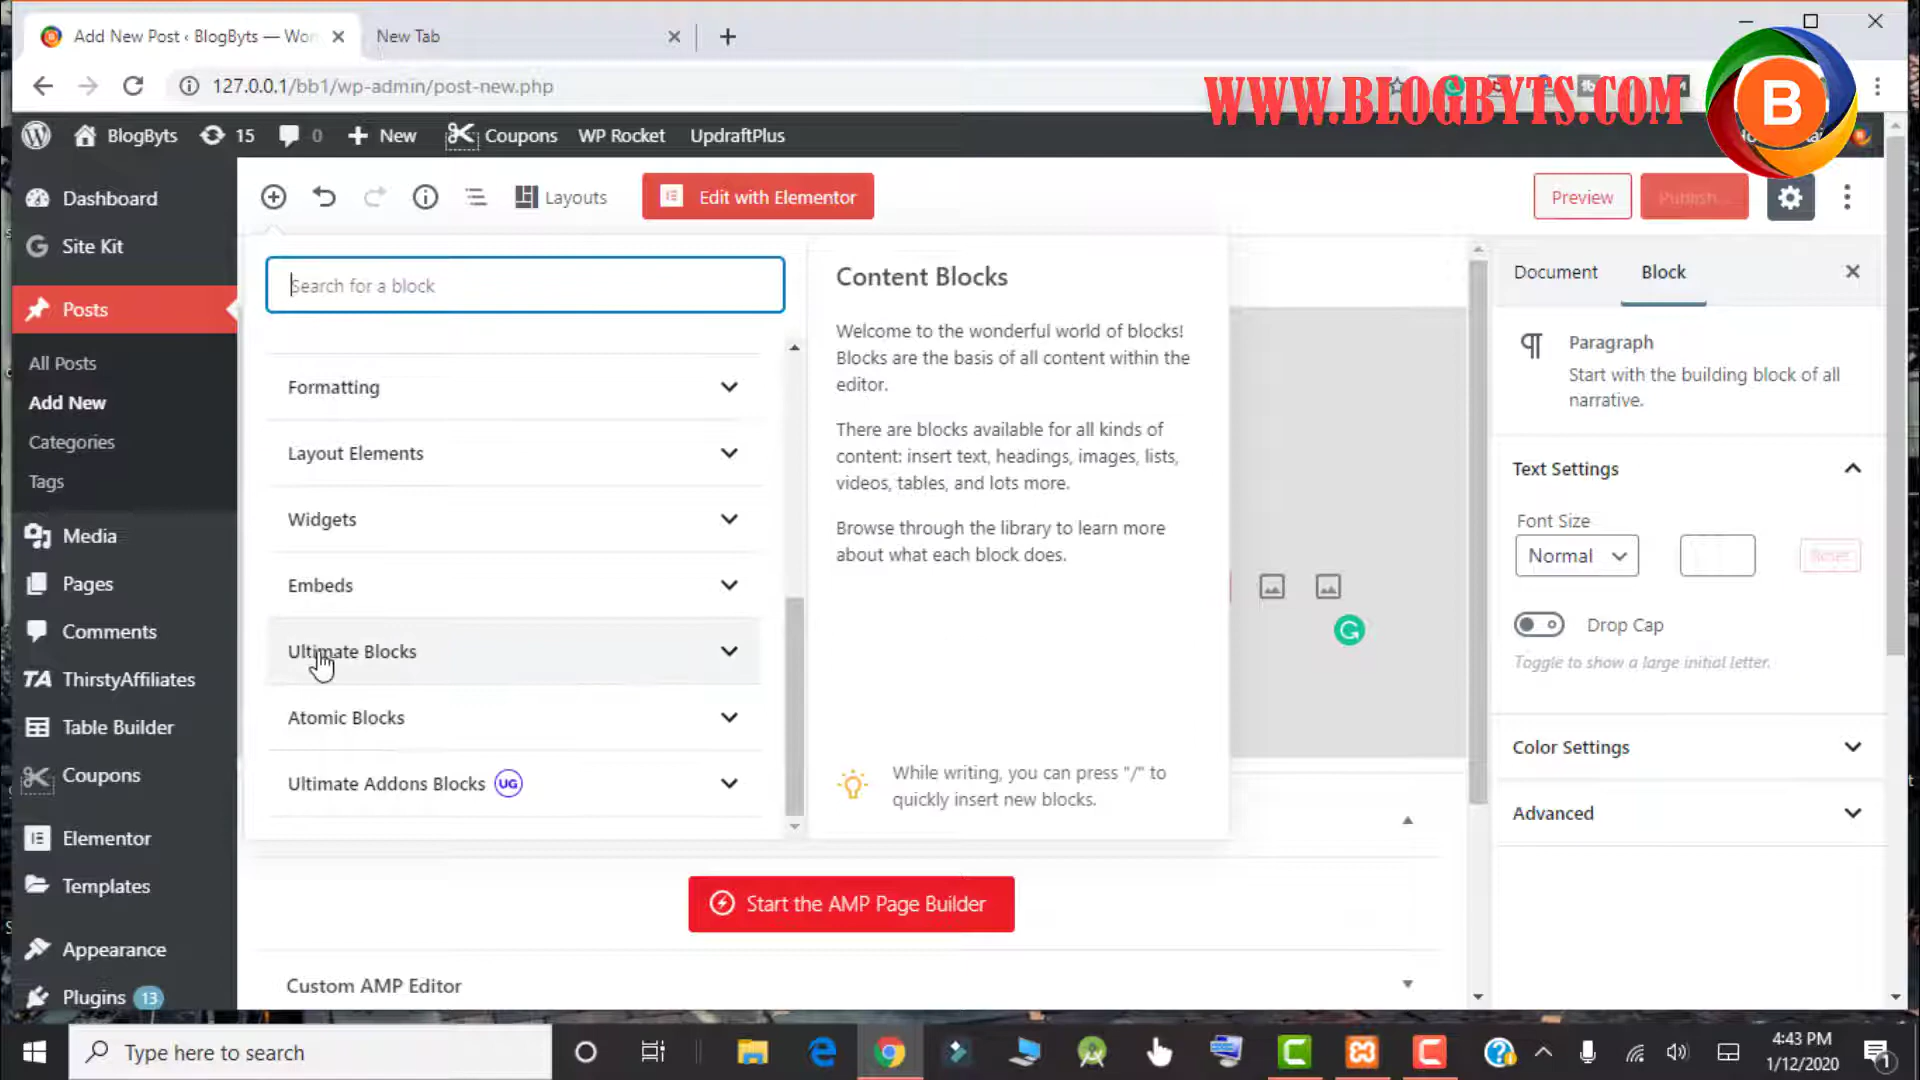 Add New Post ‹ BlogByts — Wor
New Tab
127.0.0.1/bb1/wp-admin/post-new.php
WWW.BLOGBYTS.COM
B
BlogByts
15
0
New
Coupons
WP Rocket
UpdraftPlus
Dashboard
Site Kit
Posts
All Posts
Add New
Categories
Tags
Media
Pages
Comments
TA ThirstyAffiliates
Table Builder
Coupons
Elementor
Templates
Appearance
Plugins 13
Layouts
Edit with Elementor
Preview
Publish...
Search for a block
Formatting
Layout Elements
Widgets
Embeds
Ultimate Blocks
Atomic Blocks
Ultimate Addons Blocks UG
Content Blocks
Welcome to the wonderful world of blocks!
Blocks are the basis of all content within the
editor.
There are blocks available for all kinds of
content: insert text, headings, images, lists,
videos, tables, and lots more.
Browse through the library to learn more
about what each block does.
While writing, you can press "/" to
quickly insert new blocks.
Start the AMP Page Builder
Custom AMP Editor
Document
Block
Paragraph
Start with the building block of all
narrative.
Text Settings
Font Size
Normal
Reset
Drop Cap
Toggle to show a large initial letter.
Color Settings
Advanced
Type here to search
4:43 PM
1/12/2020
1